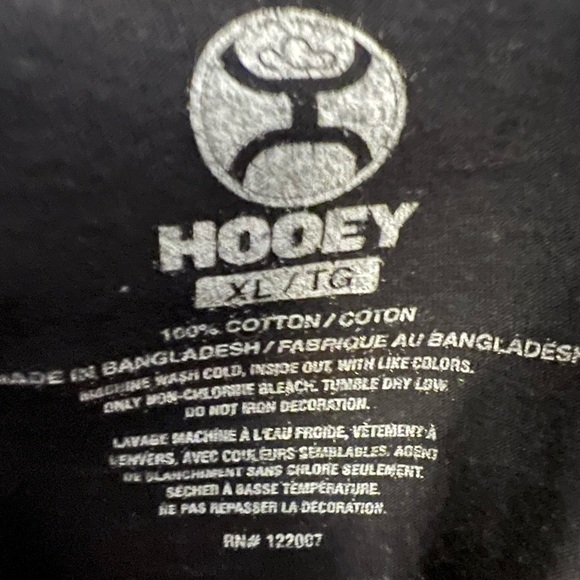 HOOEY
XL / TG
100% COTTON / COTON
MADE IN BANGLADESH / FABRIQUE AU BANGLADESH
MACHINE WASH COLD, INSIDE OUT, WITH LIKE COLORS.
ONLY NON-CHLORINE BLEACH. TUMBLE DRY LOW.
DO NOT IRON DECORATION.
LAVAGE MACHINE À L'EAU FROIDE, VÊTEMENT À
L'ENVERS, AVEC COULEURS SEMBLABLES. AGENT
DE BLANCHIMENT SANS CHLORE SEULEMENT.
SÉCHER À BASSE TEMPÉRATURE.
NE PAS REPASSER LA DÉCORATION.
RN# 122007